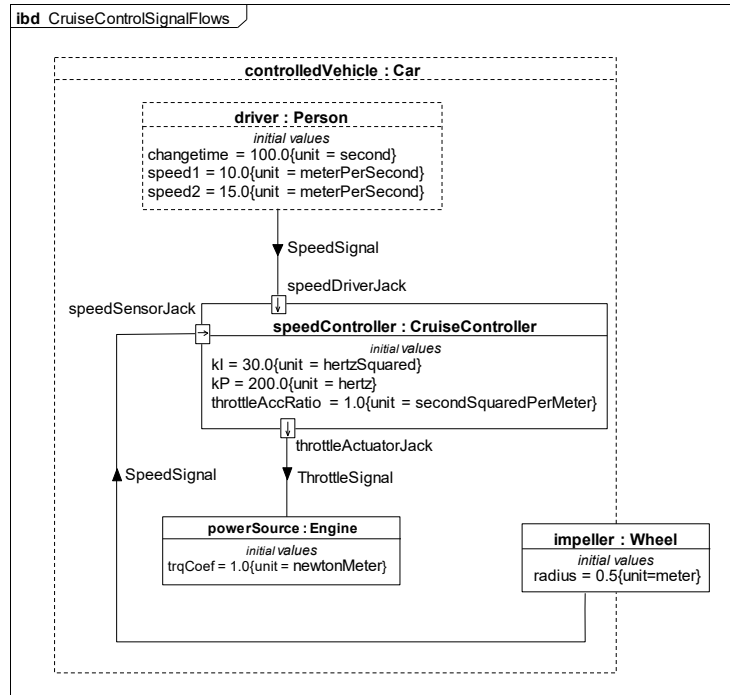 ibd CruiseControlSignalFlows
controlledVehicle : Car
driver : Person
initial values
changetime = 100.0{unit = second}
speed1 = 10.0{unit = meterPerSecond}
speed2 = 15.0{unit = meterPerSecond}
SpeedSignal
speedDriverJack
speedSensorJack
speedController : CruiseController
initial values
kI = 30.0{unit = hertzSquared}
kP = 200.0{unit = hertz}
throttleAccRatio = 1.0{unit = secondSquaredPerMeter}
throttleActuatorJack
SpeedSignal
ThrottleSignal
powerSource : Engine
initial values
trqCoef = 1.0{unit = newtonMeter}
impeller : Wheel
initial values
radius = 0.5{unit=meter}